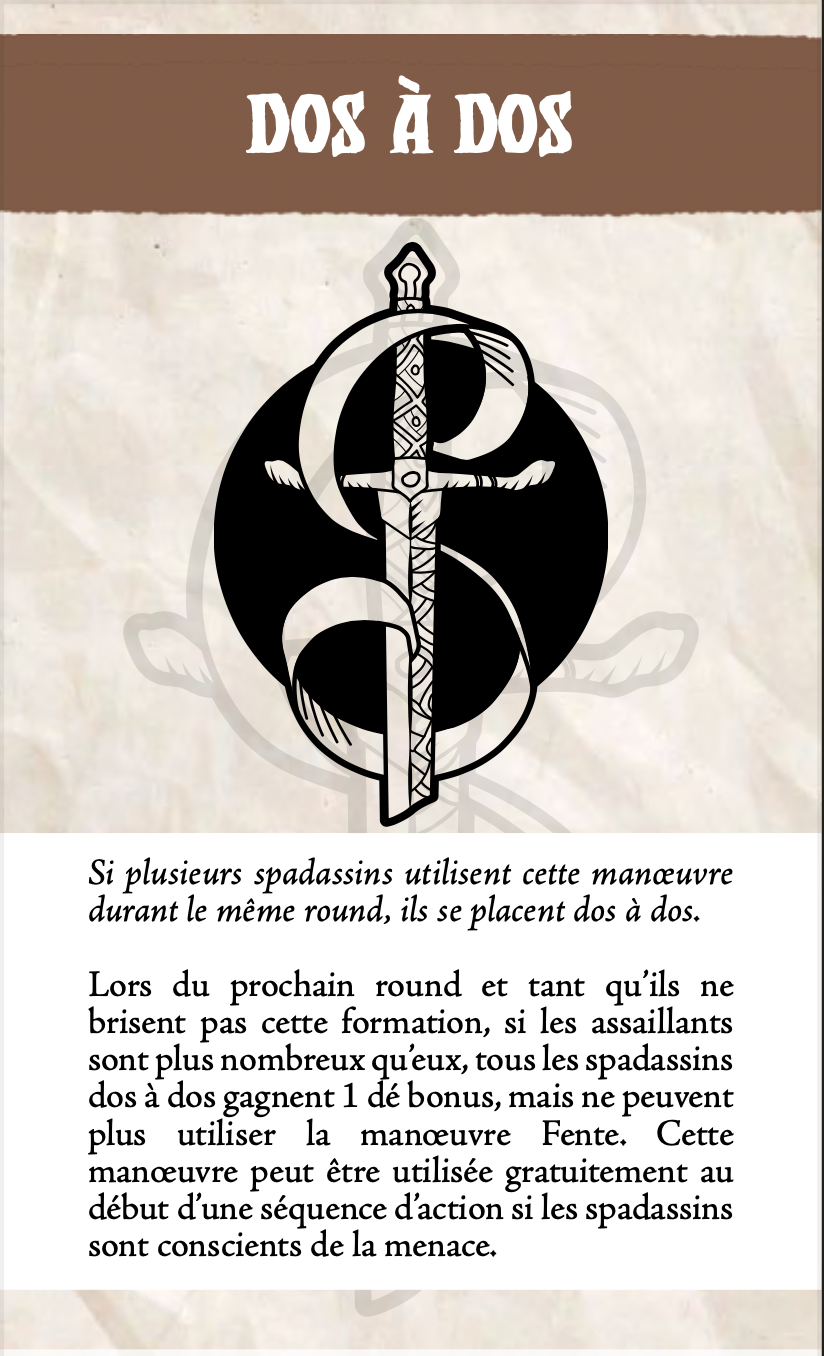 DOS À DOS
Si plusieurs spadassins utilisent cette manœuvre
durant le même round, ils se placent dos à dos.
Lors du prochain round et tant qu’ils ne
brisent pas cette formation, si les assaillants
sont plus nombreux qu’eux, tous les spadassins
dos à dos gagnent 1 dé bonus, mais ne peuvent
plus utiliser la manœuvre Fente. Cette
manœuvre peut être utilisée gratuitement au
début d’une séquence d’action si les spadassins
sont conscients de la menace.